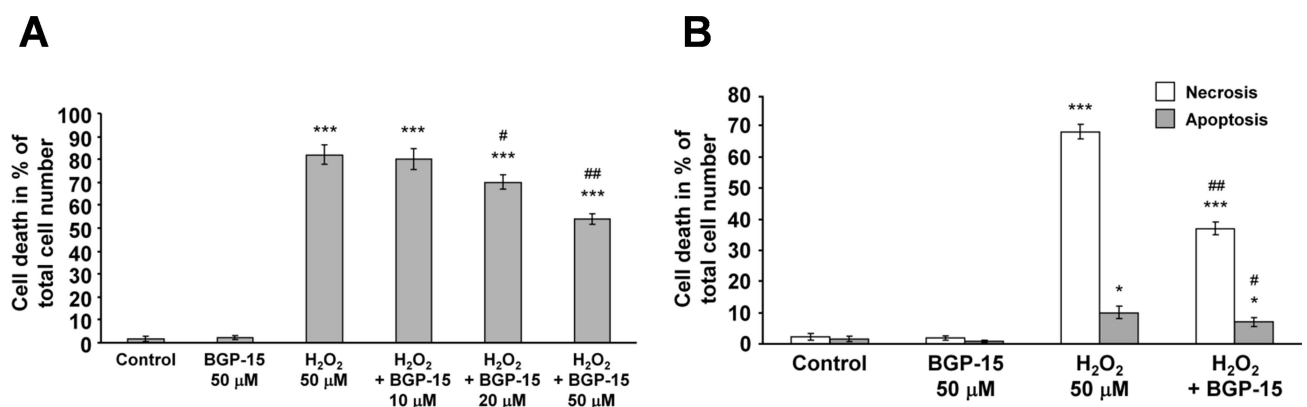 A
Cell death in % of
total cell number
100
90
80
70
60
50
40
30
20
10
0
***
***
#
***
##
***
Control
BGP-15
50 µM
H₂O₂
50 µM
H₂O₂
+ BGP-15
10 µM
H₂O₂
+ BGP-15
20 µM
H₂O₂
+ BGP-15
50 µM
B
Cell death in % of
total cell number
80
70
60
50
40
30
20
10
0
Necrosis
Apoptosis
***
*
##
***
#
*
Control
BGP-15
50 µM
H₂O₂
50 µM
H₂O₂
+ BGP-15